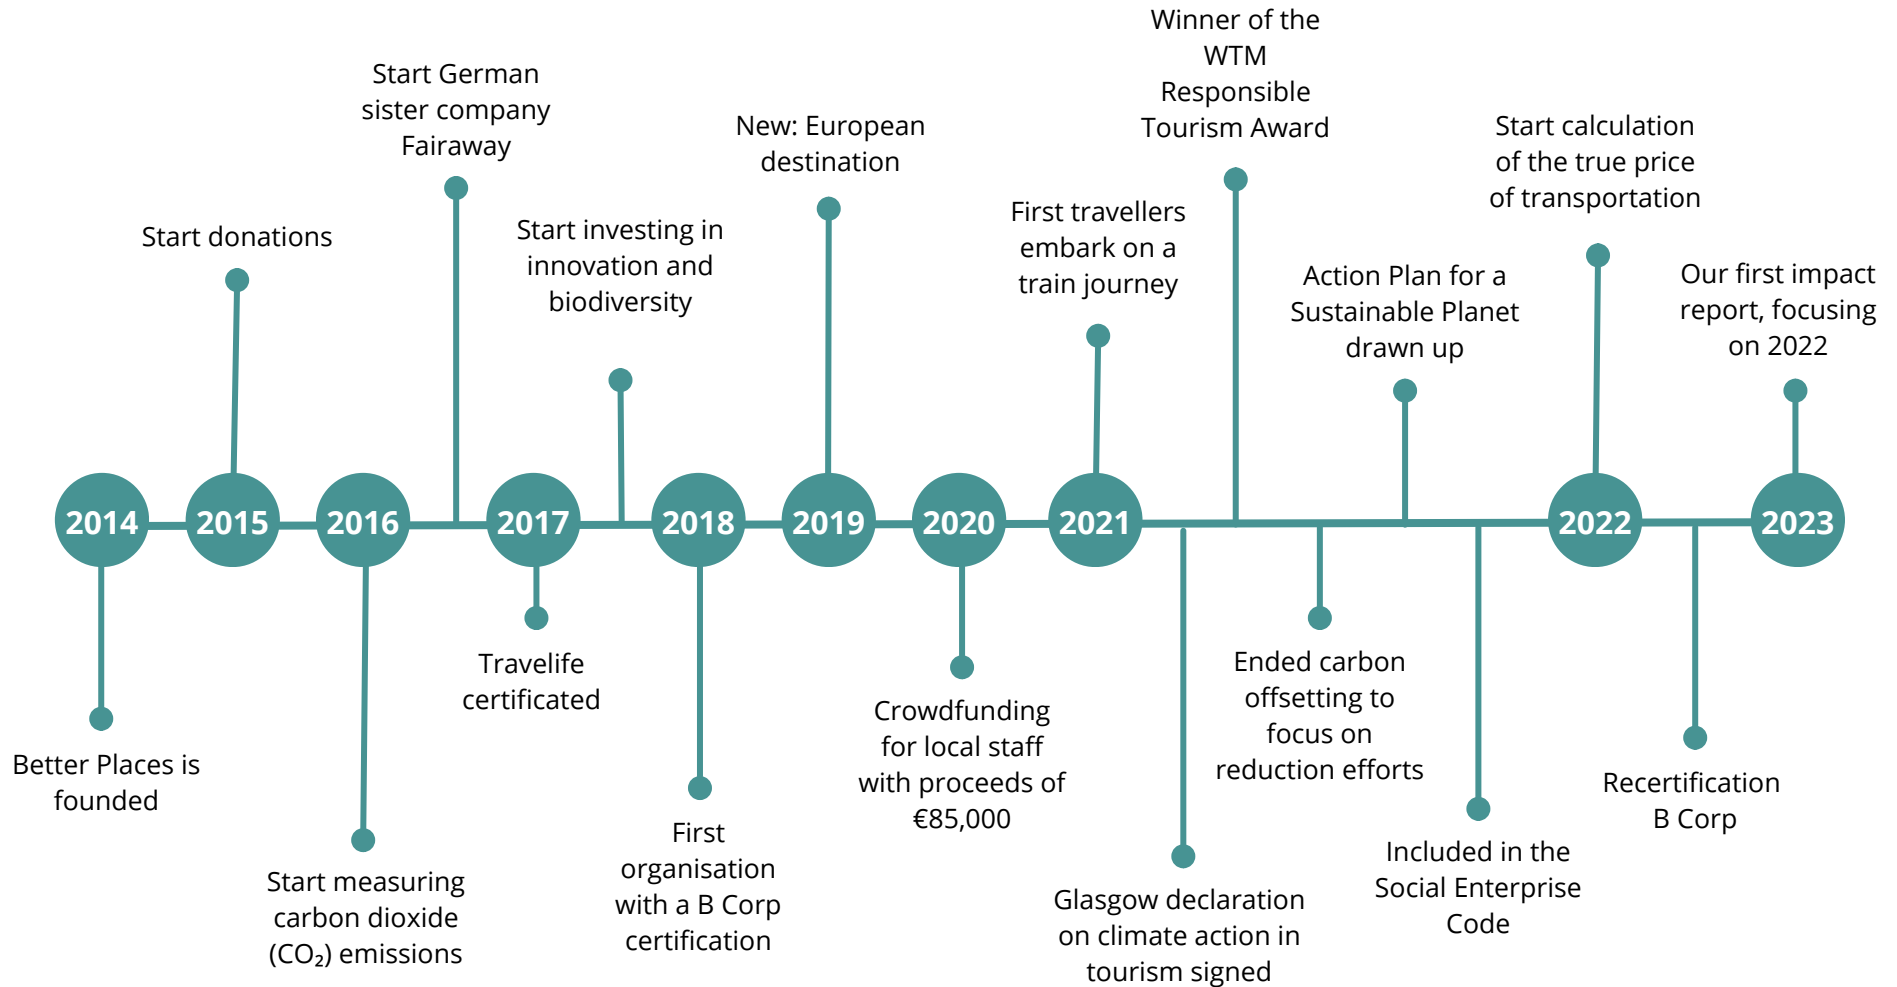 Winner of the
WTM
Responsible
Tourism Award
Start German
sister company
Fairaway
New: European
destination
Start calculation
of the true price
of transportation
Start donations
Start investing in
innovation and
biodiversity
First travellers
embark on a
train journey
Action Plan for a
Sustainable Planet
drawn up
Our first impact
report, focusing
on 2022
2014 2015 2016 2017 2018 2019 2020 2021 2022 2023
Better Places is
founded
Start measuring
carbon dioxide
(CO₂) emissions
Travelife
certificated
First
organisation
with a B Corp
certification
Crowdfunding
for local staff
with proceeds of
€85,000
Glasgow declaration
on climate action in
tourism signed
Ended carbon
offsetting to
focus on
reduction efforts
Included in the
Social Enterprise
Code
Recertification
B Corp